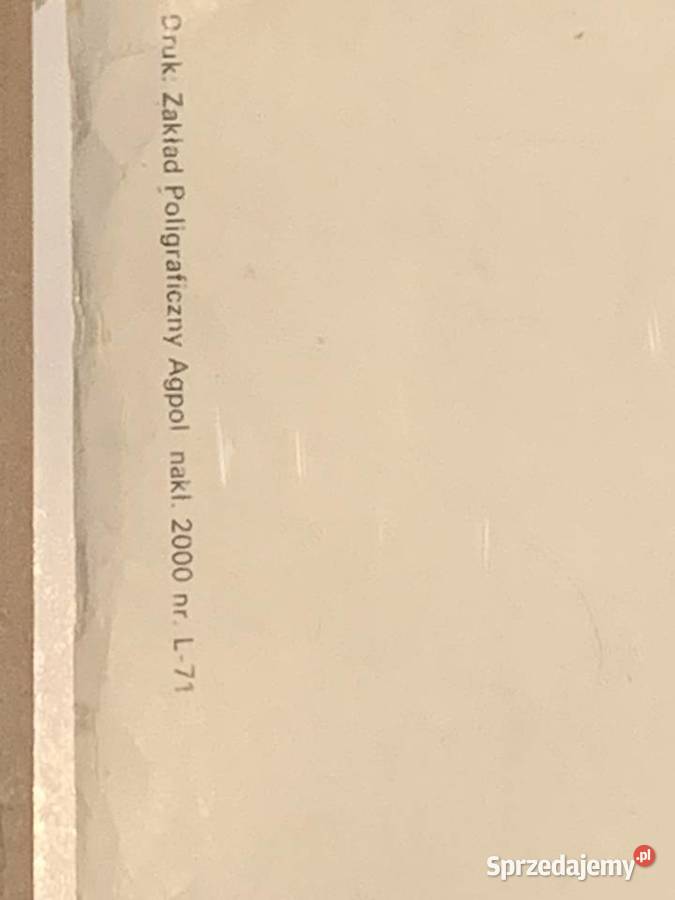 Druk: Zakład Poligraficzny Agpol nakł. 2000 nr. L-71
Sprzedajemy.pl